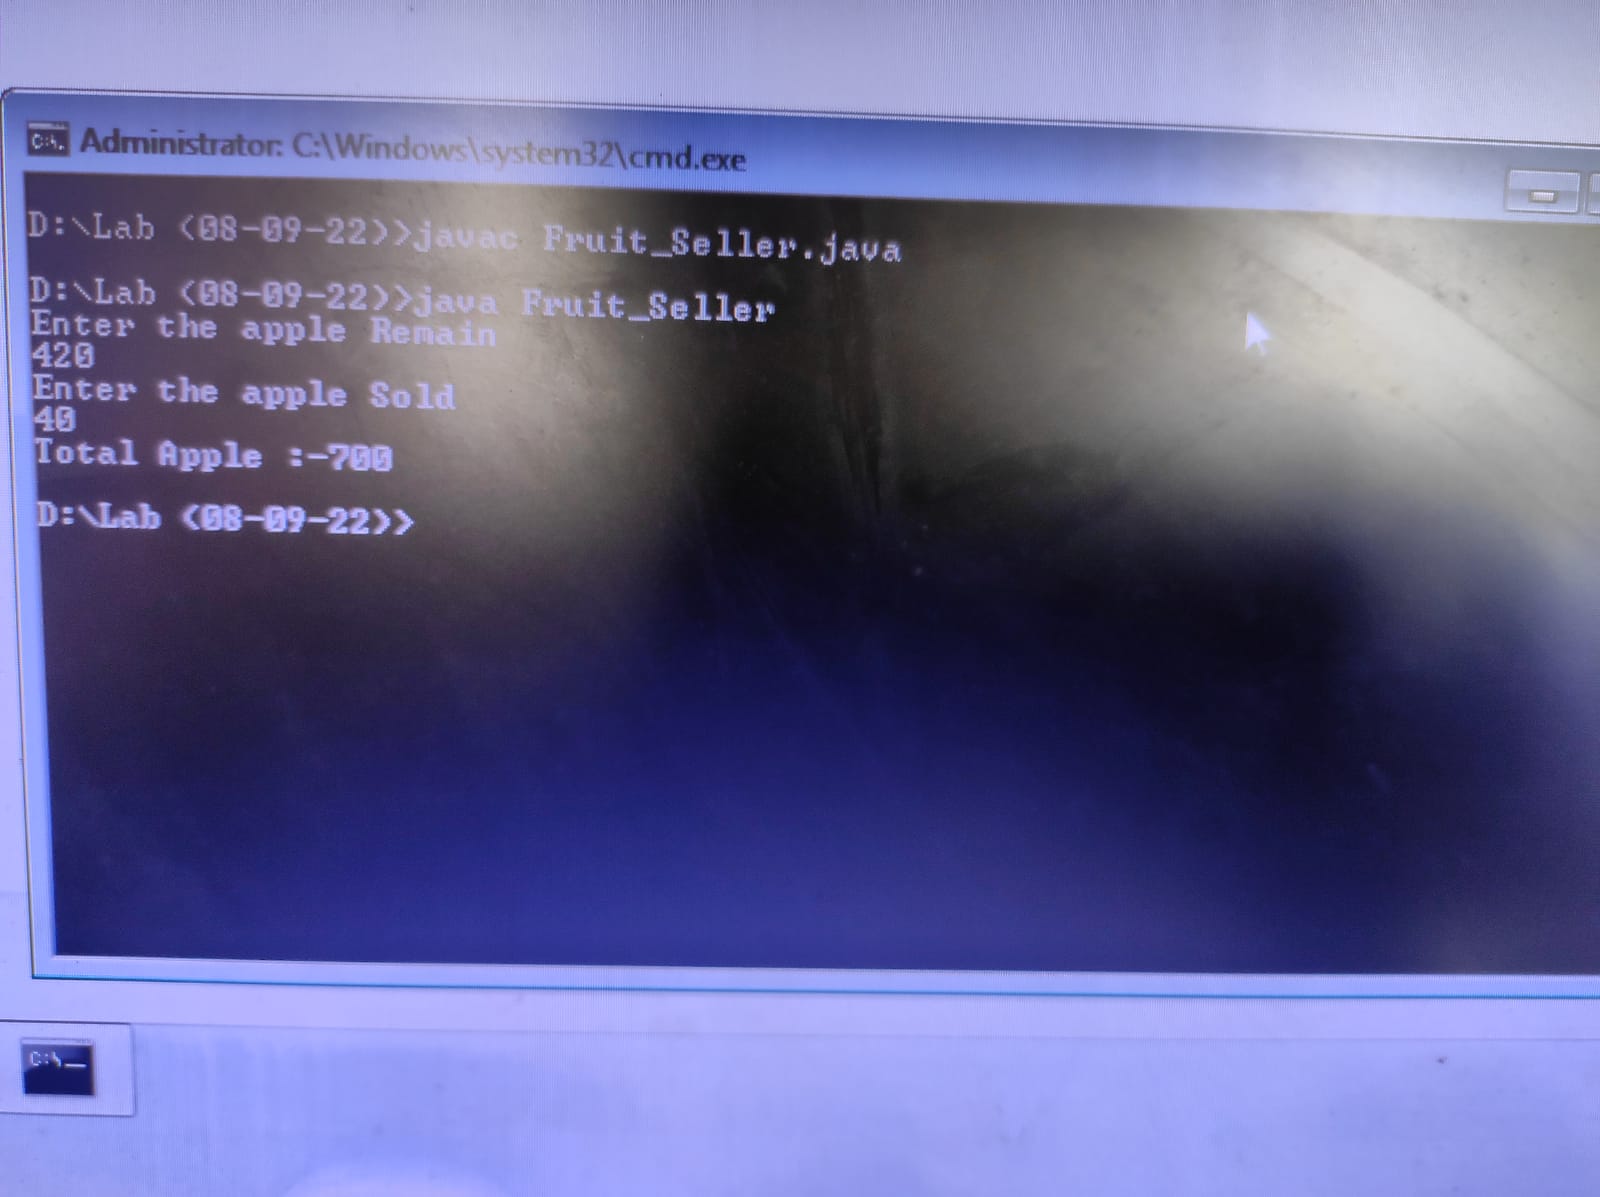 Administrator: C:\Windows\system32\cmd.exe
D:\Lab (08-09-22)>javac Fruit_Seller.java
D:\Lab (08-09-22)>java Fruit_Seller
Enter the apple Remain
420
Enter the apple Sold
40
Total Apple :-700
D:\Lab (08-09-22)>